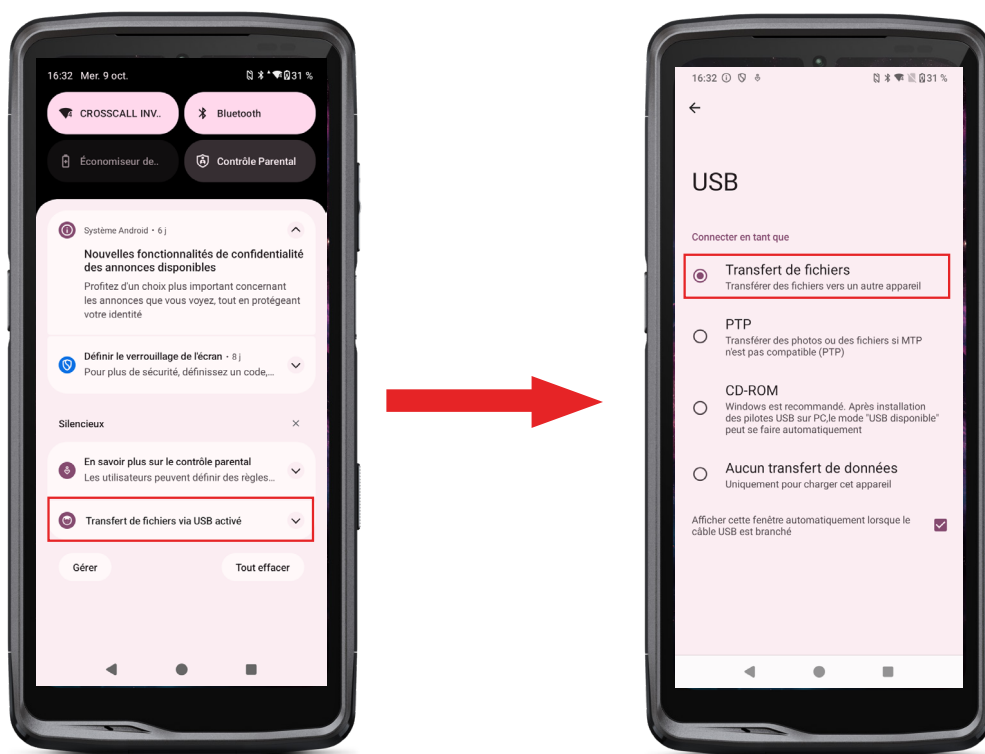 16:32 Mer. 9 oct.
31 %
CROSSCALL INV..
Bluetooth
Économiseur de..
Contrôle Parental
Système Android • 6 j
Nouvelles fonctionnalités de confidentialité
des annonces disponibles
Profitez d'un choix plus important concernant
les annonces que vous voyez, tout en protégeant
votre identité
Définir le verrouillage de l'écran • 8 j
Pour plus de sécurité, définissez un code,...
Silencieux
En savoir plus sur le contrôle parental
Les utilisateurs peuvent définir des règles...
Transfert de fichiers via USB activé
Gérer
Tout effacer
16:32
31 %
USB
Connecter en tant que
Transfert de fichiers
Transférer des fichiers vers un autre appareil
PTP
Transférer des photos ou des fichiers si MTP
n'est pas compatible (PTP)
CD-ROM
Windows est recommandé. Après installation
des pilotes USB sur PC,le mode "USB disponible"
peut se faire automatiquement
Aucun transfert de données
Uniquement pour charger cet appareil
Afficher cette fenêtre automatiquement lorsque le
câble USB est branché